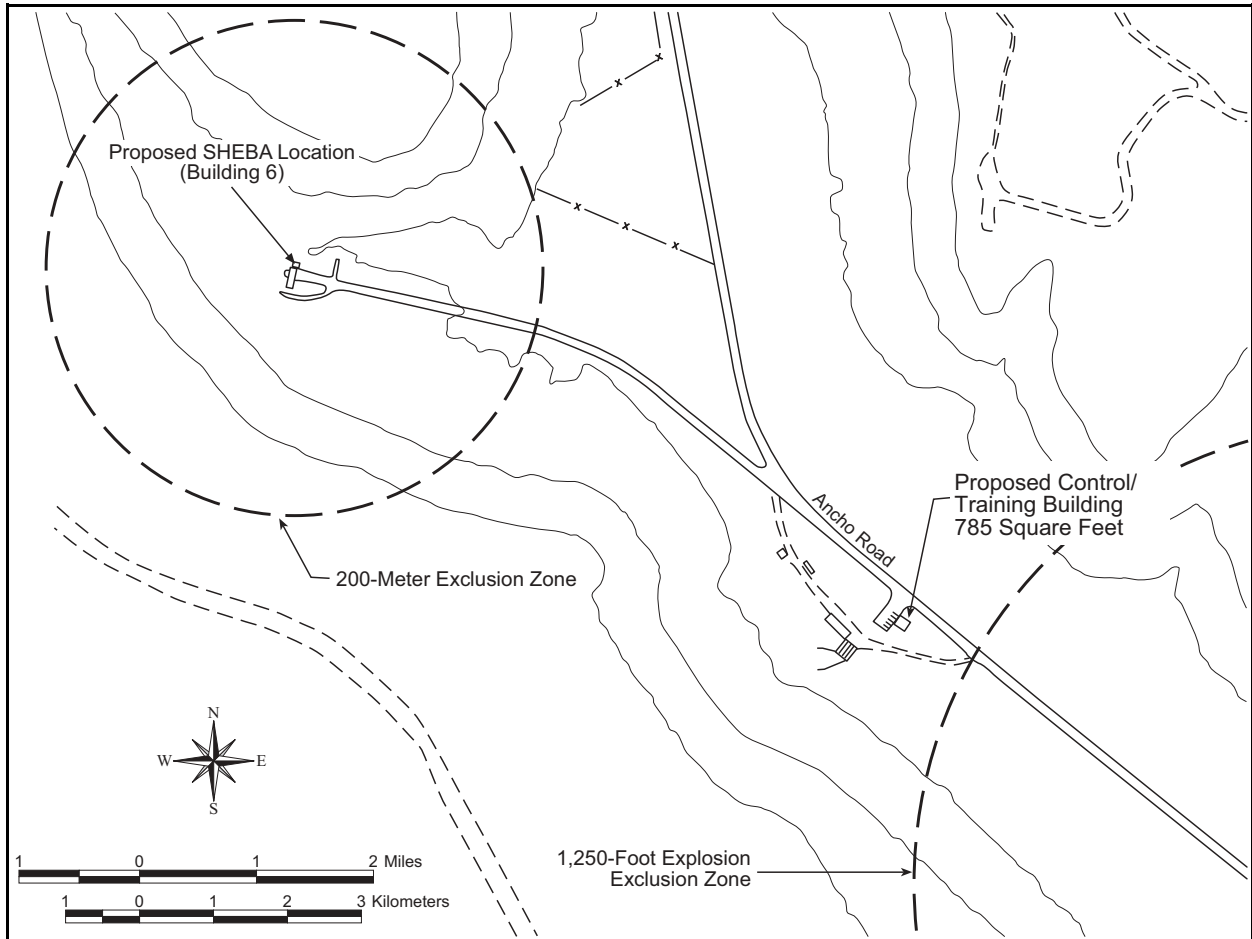 Proposed SHEBA Location
(Building 6)
Proposed Control/
Training Building
785 Square Feet
Ancho Road
200-Meter Exclusion Zone
N
W
E
S
1,250-Foot Explosion
Exclusion Zone
1 0 1 2 Miles
1 0 1 2 3 Kilometers